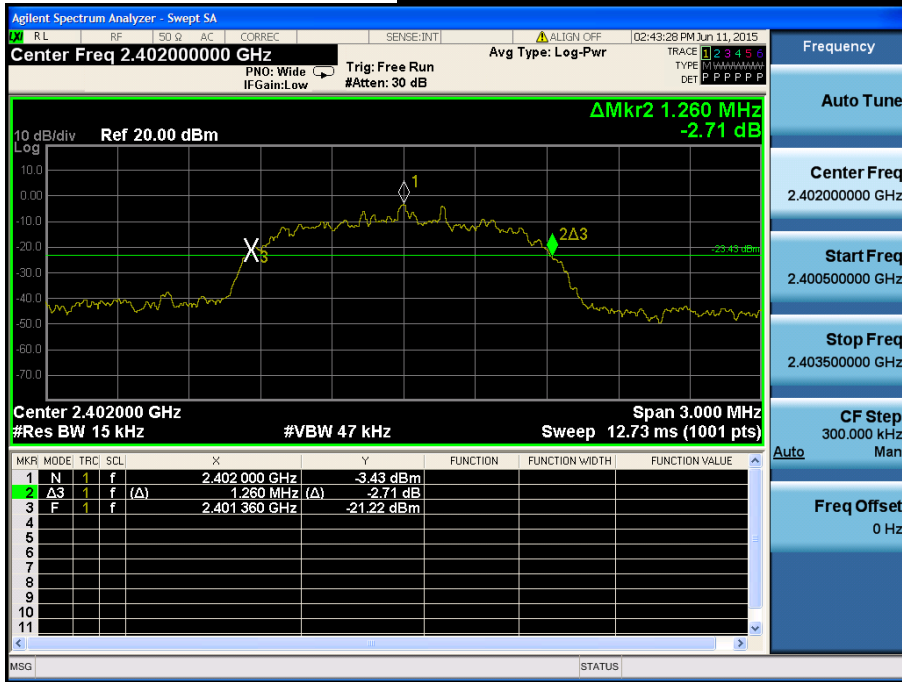 Agilent Spectrum Analyzer - Swept SA
LXI RL RF 50 Ω AC CORREC SENSE:INT ALIGN OFF 02:43:28 PM Jun 11, 2015
Center Freq 2.402000000 GHz Avg Type: Log-Pwr TRACE 1 2 3 4 5 6
PNO: Wide Trig: Free Run TYPE M
IFGain:Low #Atten: 30 dB DET P P P P P P
ΔMkr2 1.260 MHz
10 dB/div Ref 20.00 dBm -2.71 dB
Log
10.0
0.00
-10.0
-20.0
-30.0
-40.0
-50.0
-60.0
-70.0
1
2Δ3
X3
-23.43 dBm
Center 2.402000 GHz Span 3.000 MHz
#Res BW 15 kHz #VBW 47 kHz Sweep 12.73 ms (1001 pts)
MKR MODE TRC SCL X Y FUNCTION FUNCTION WIDTH FUNCTION VALUE
1 N 1 f 2.402 000 GHz -3.43 dBm
2 Δ3 1 f (Δ) 1.260 MHz (Δ) -2.71 dB
3 F 1 f 2.401 360 GHz -21.22 dBm
4
5
6
7
8
9
10
11
MSG STATUS
Frequency
Auto Tune
Center Freq
2.402000000 GHz
Start Freq
2.400500000 GHz
Stop Freq
2.403500000 GHz
CF Step
300.000 kHz
Auto Man
Freq Offset
0 Hz